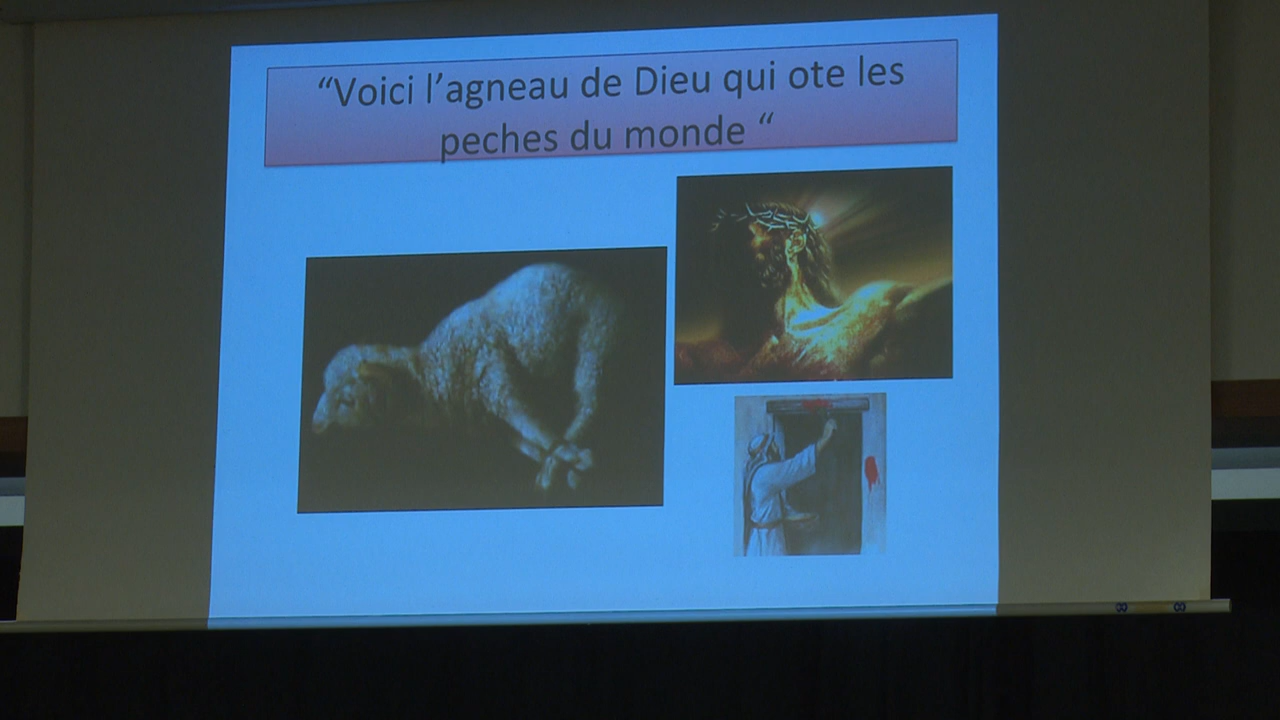 “Voici l’agneau de Dieu qui ote les
peches du monde “